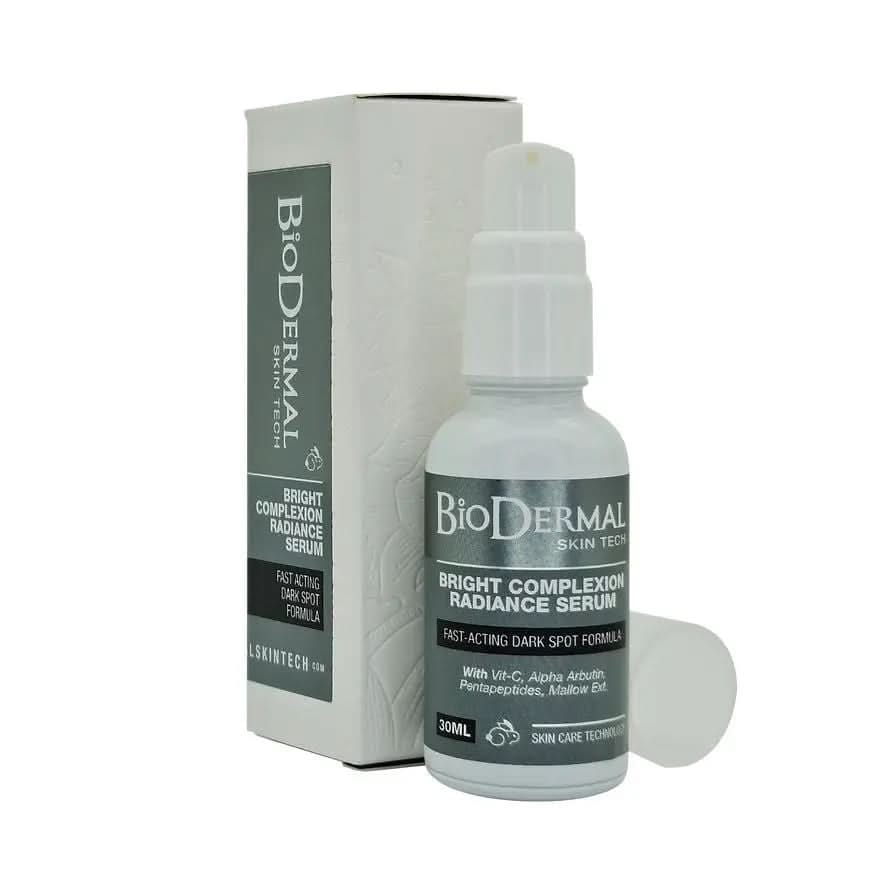 BIODERMAL
SKIN TECH
BRIGHT
COMPLEXION
RADIANCE
SERUM
FAST ACTING
DARK SPOT
FORMULA
LSKINTECH.COM
BIODERMAL
SKIN TECH
BRIGHT COMPLEXION
RADIANCE SERUM
FAST-ACTING DARK SPOT FORMULA
With Vit-C, Alpha Arbutin,
Pentapeptides, Mallow Ext.
30ML
SKIN CARE TECHNOLOGY